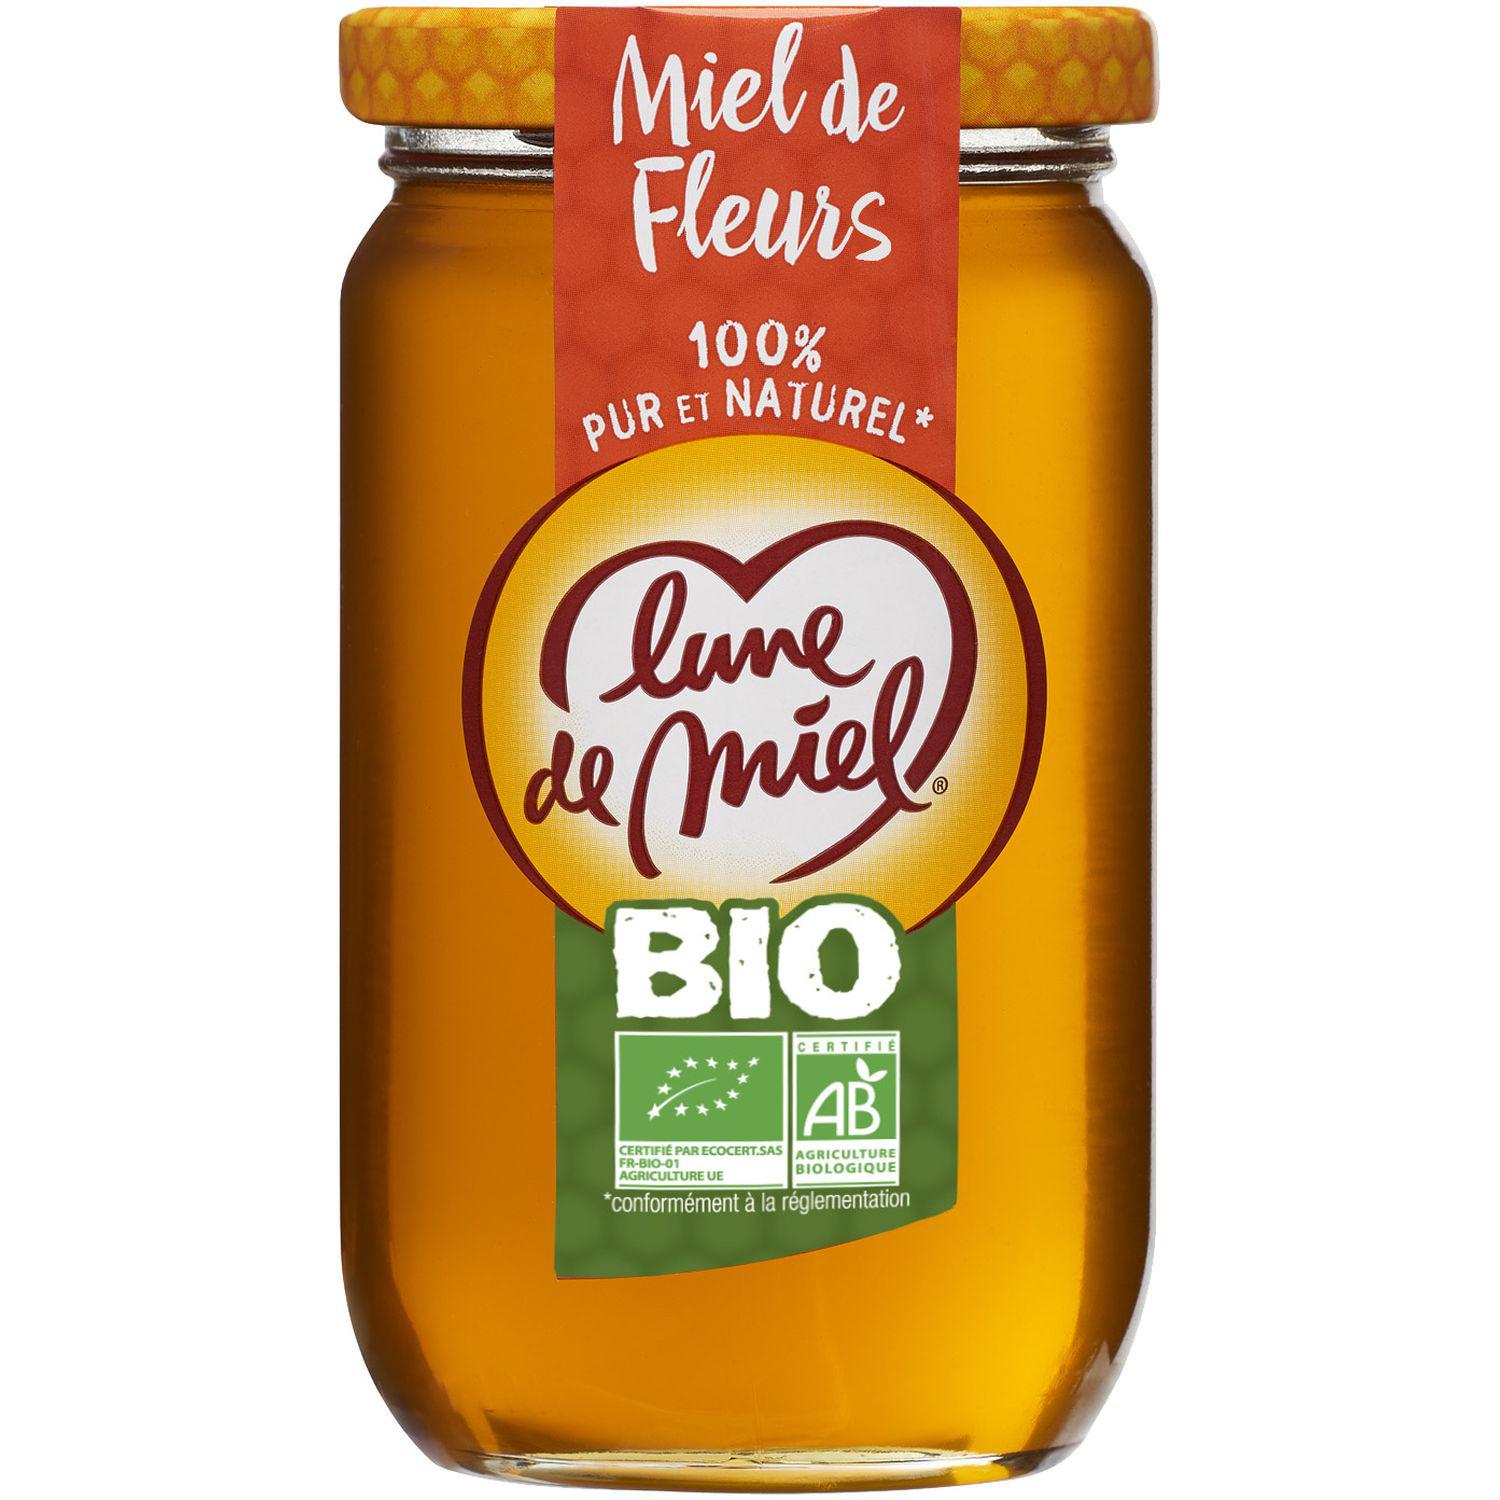 Miel de
Fleurs
100%
PUR ET NATUREL*
lune
de miel®
BIO
CERTIFIÉ
AB
CERTIFIÉ PAR ECOCERT.SAS
FR-BIO-01
AGRICULTURE UE
AGRICULTURE
BIOLOGIQUE
*conformément à la réglementation